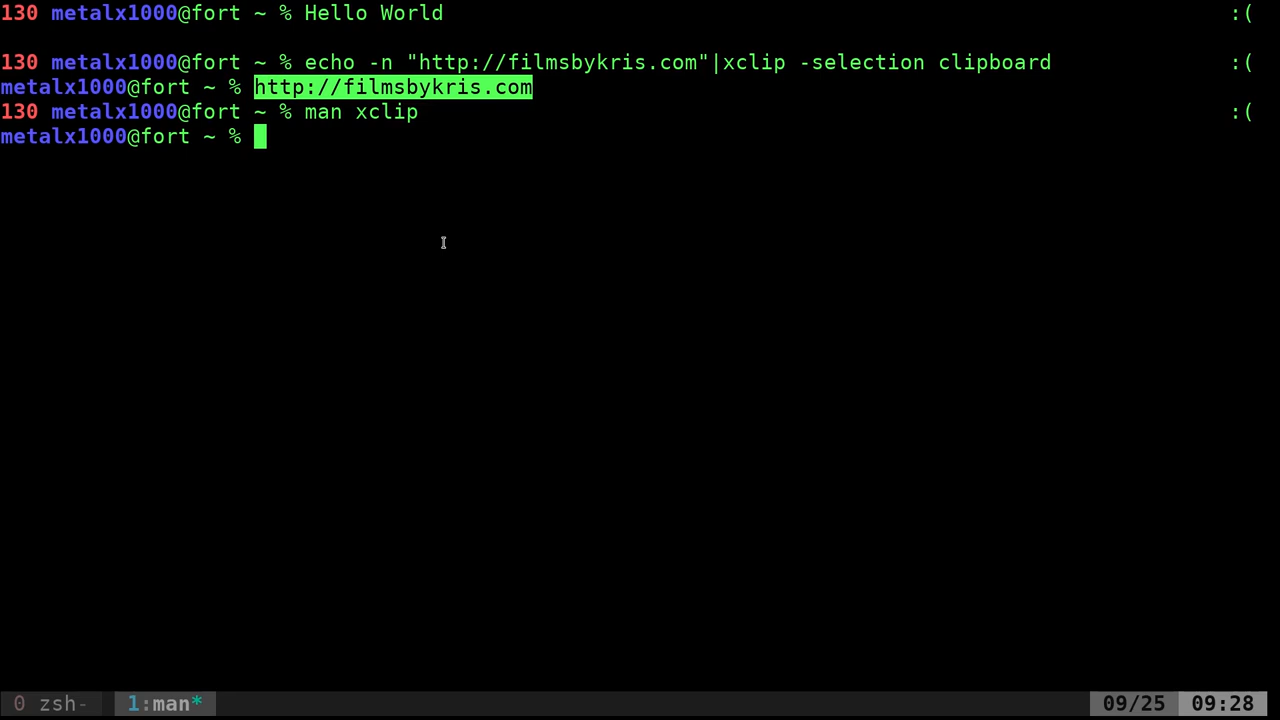 130 metalx1000@fort ~ % Hello World :(
130 metalx1000@fort ~ % echo -n "http://filmsbykris.com"|xclip -selection clipboard :(
metalx1000@fort ~ % http://filmsbykris.com
130 metalx1000@fort ~ % man xclip :(
metalx1000@fort ~ %
0 zsh- 1:man* 09/25 09:28